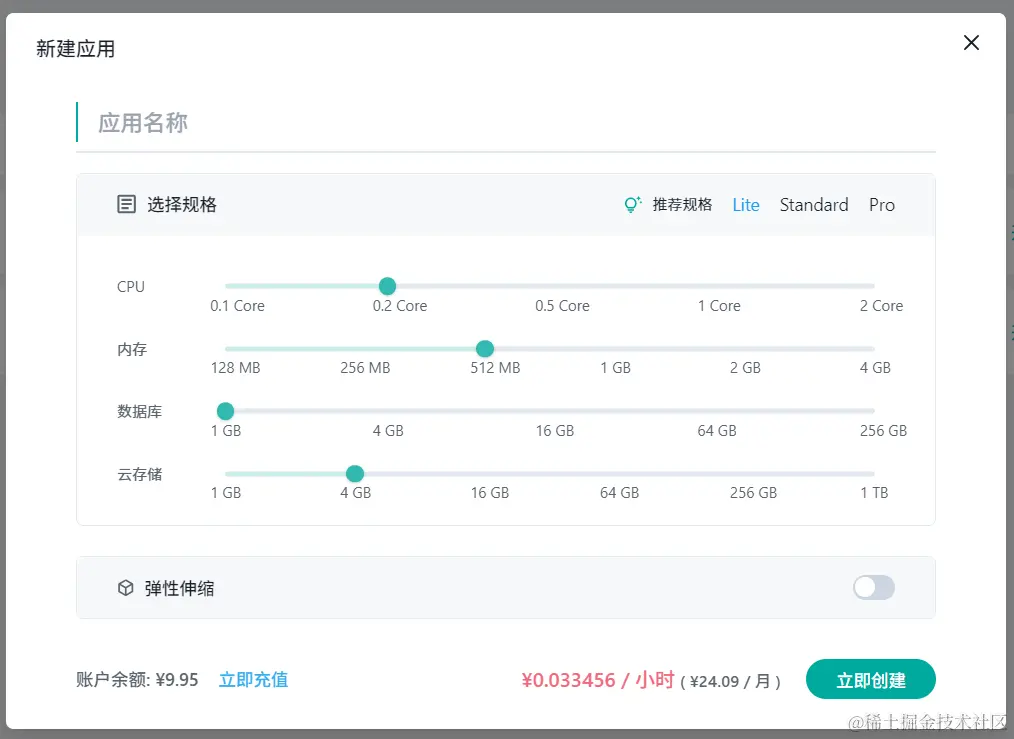 新建应用
应用名称
选择规格 推荐规格 Lite Standard Pro
CPU
0.1 Core 0.2 Core 0.5 Core 1 Core 2 Core
内存
128 MB 256 MB 512 MB 1 GB 2 GB 4 GB
数据库
1 GB 4 GB 16 GB 64 GB 256 GB
云存储
1 GB 4 GB 16 GB 64 GB 256 GB 1 TB
弹性伸缩
账户余额: ¥9.95 立即充值 ¥0.033456 / 小时 ( ¥24.09 / 月 ) 立即创建
@稀土掘金技术社区